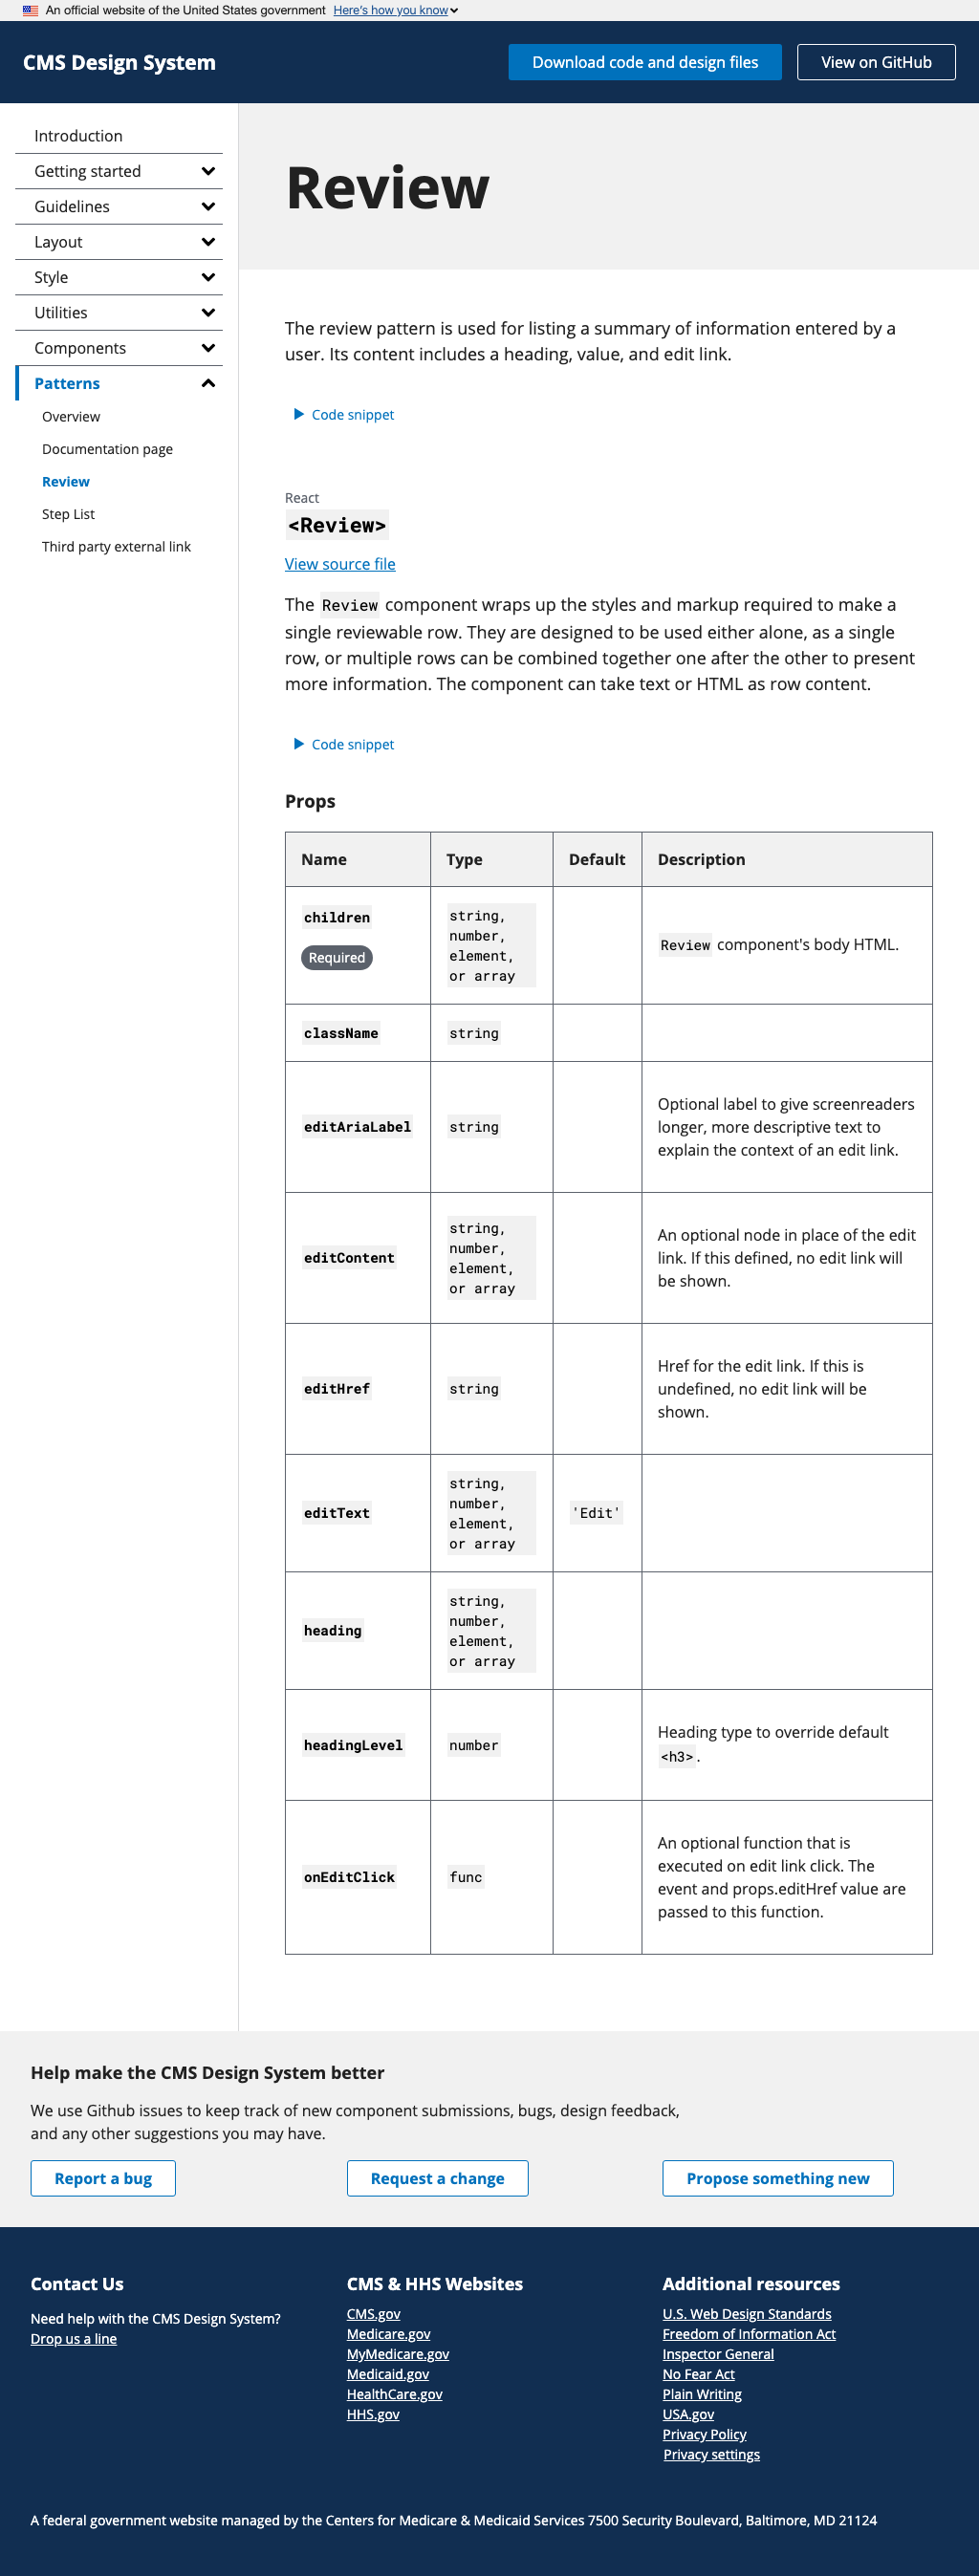 An official website of the United States government Here's how you know
CMS Design System
Download code and design files
View on GitHub
Introduction
Getting started
Guidelines
Layout
Style
Utilities
Components
Patterns
Overview
Documentation page
Review
Step List
Third party external link
Review
The review pattern is used for listing a summary of information entered by a
user. Its content includes a heading, value, and edit link.
Code snippet
React
<Review>
View source file
The Review component wraps up the styles and markup required to make a
single reviewable row. They are designed to be used either alone, as a single
row, or multiple rows can be combined together one after the other to present
more information. The component can take text or HTML as row content.
Code snippet
Props
Name Type Default Description
children
Required
string,
number,
element,
or array
Review component's body HTML.
className
string
editAriaLabel
string
Optional label to give screenreaders
longer, more descriptive text to
explain the context of an edit link.
editContent
string,
number,
element,
or array
An optional node in place of the edit
link. If this defined, no edit link will
be shown.
editHref
string
Href for the edit link. If this is
undefined, no edit link will be
shown.
editText
string,
number,
element,
or array
'Edit'
heading
string,
number,
element,
or array
headingLevel
number
Heading type to override default
<h3>.
onEditClick
func
An optional function that is
executed on edit link click. The
event and props.editHref value are
passed to this function.
Help make the CMS Design System better
We use Github issues to keep track of new component submissions, bugs, design feedback,
and any other suggestions you may have.
Report a bug
Request a change
Propose something new
Contact Us
Need help with the CMS Design System?
Drop us a line
CMS & HHS Websites
CMS.gov
Medicare.gov
MyMedicare.gov
Medicaid.gov
HealthCare.gov
HHS.gov
Additional resources
U.S. Web Design Standards
Freedom of Information Act
Inspector General
No Fear Act
Plain Writing
USA.gov
Privacy Policy
Privacy settings
A federal government website managed by the Centers for Medicare & Medicaid Services 7500 Security Boulevard, Baltimore, MD 21124